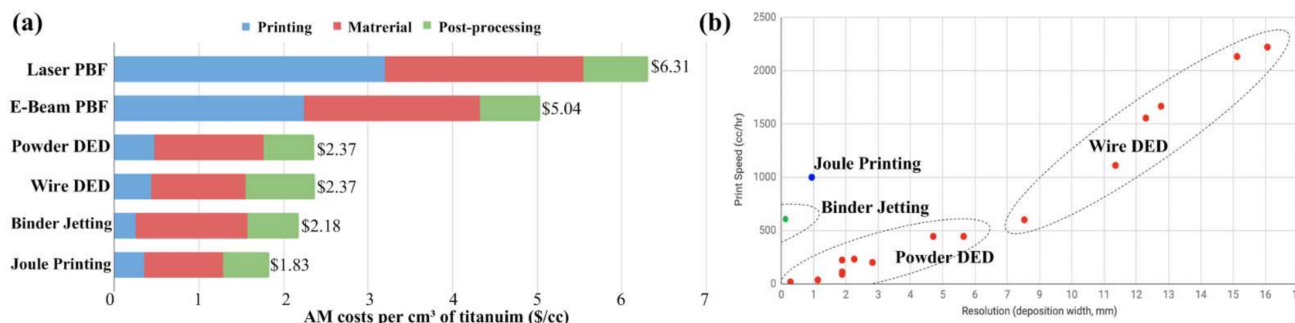 (a)
Printing Matrerial Post-processing
Laser PBF $6.31
E-Beam PBF $5.04
Powder DED $2.37
Wire DED $2.37
Binder Jetting $2.18
Joule Printing $1.83
0 1 2 3 4 5 6 7
AM costs per cm³ of titanuim ($/cc)
(b)
Print Speed (cc/hr)
2500
2000
1500
1000
500
0
Wire DED
Joule Printing
Binder Jetting
Powder DED
0 1 2 3 4 5 6 7 8 9 10 11 12 13 14 15 16
Resolution (deposition width, mm)